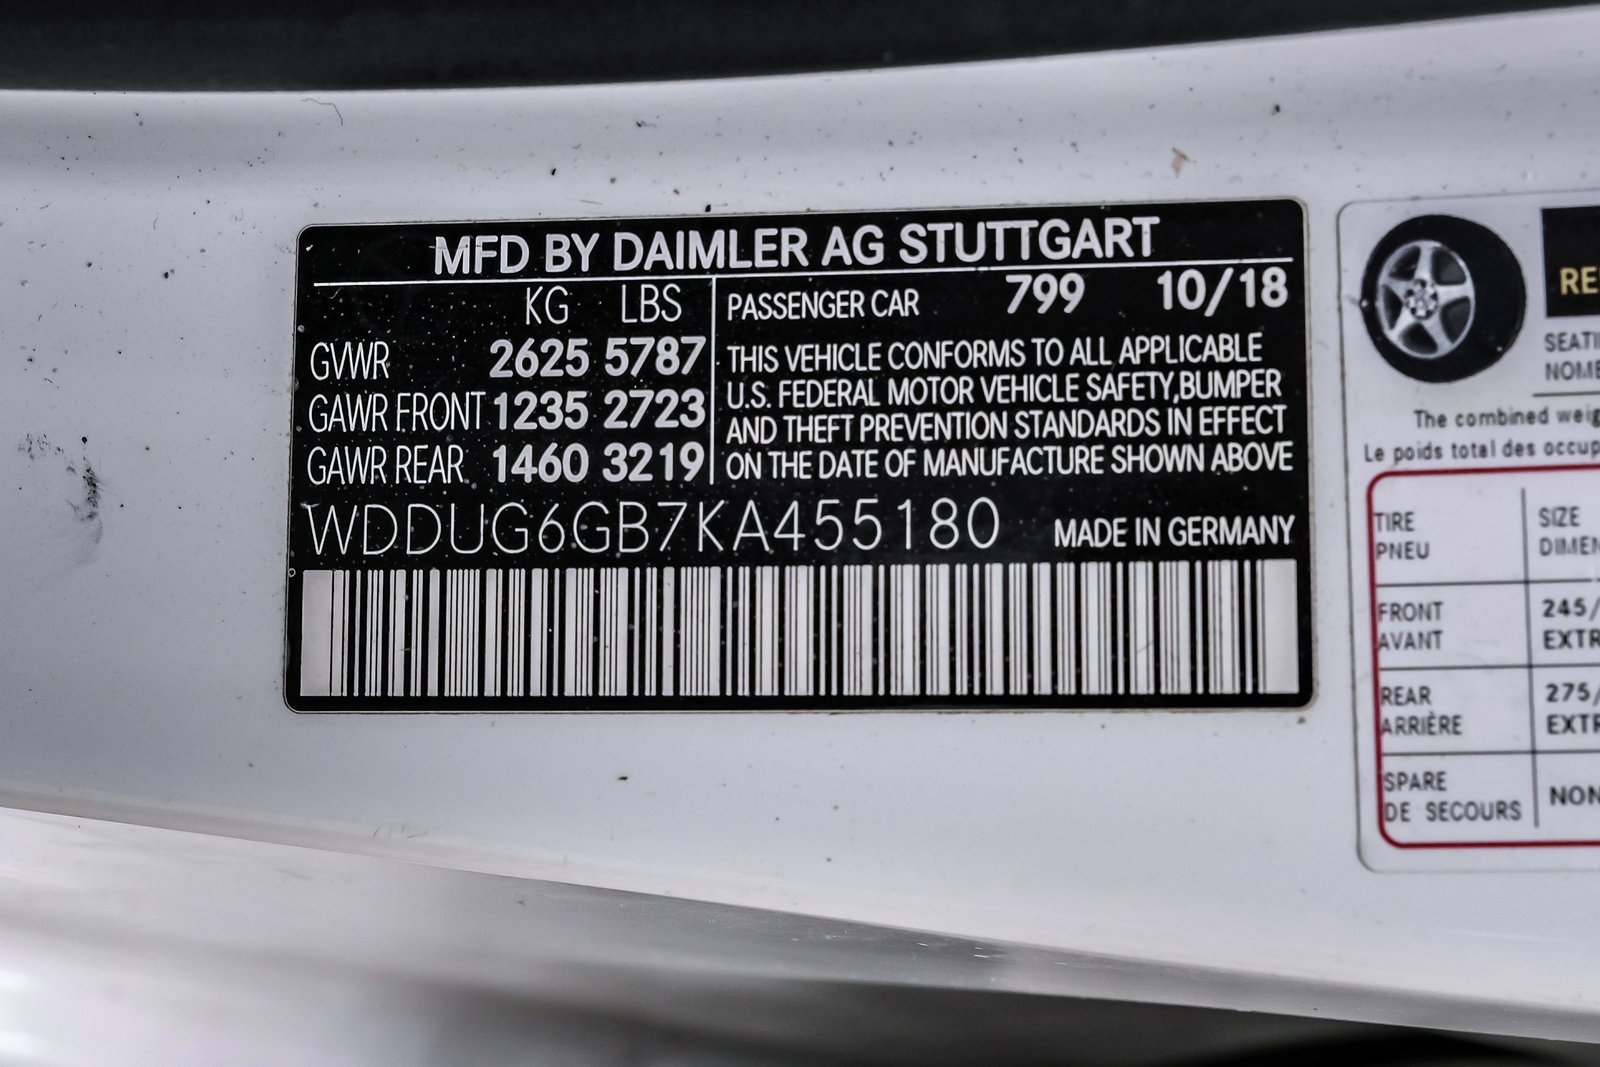 MFD BY DAIMLER AG STUTTGART
KG LBS
GVWR 2625 5787
GAWR FRONT 1235 2723
GAWR REAR 1460 3219
PASSENGER CAR 799 10/18
THIS VEHICLE CONFORMS TO ALL APPLICABLE
U.S. FEDERAL MOTOR VEHICLE SAFETY,BUMPER
AND THEFT PREVENTION STANDARDS IN EFFECT
ON THE DATE OF MANUFACTURE SHOWN ABOVE
WDDUG6GB7KA455180 MADE IN GERMANY
The combined
Le poids total des
TIRE SIZE
PNEU
FRONT 245/
AVANT
REAR 275/
ARRIÈRE
SPARE
DE SECOURS